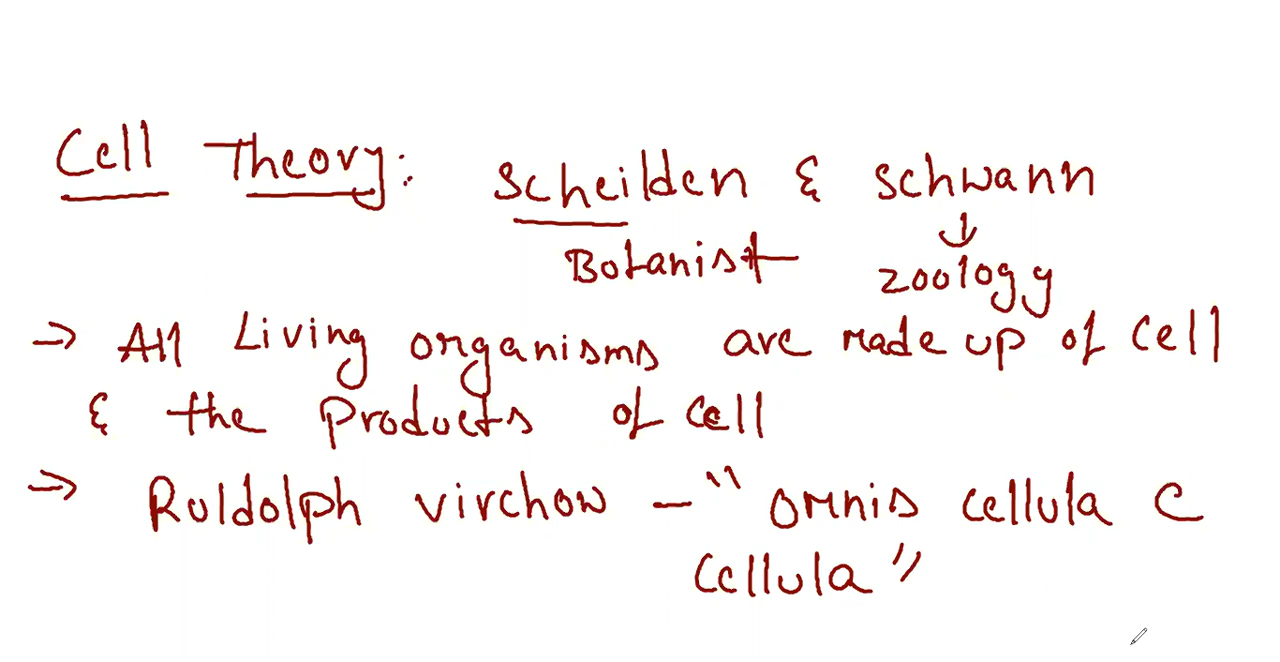 Cell Theory: Scheilden & Schwann
Botanist zoology
→ All Living organisms are made up of cell
& the Products of cell
→ Ruldolph virchow - "omnis cellula C
cellula"